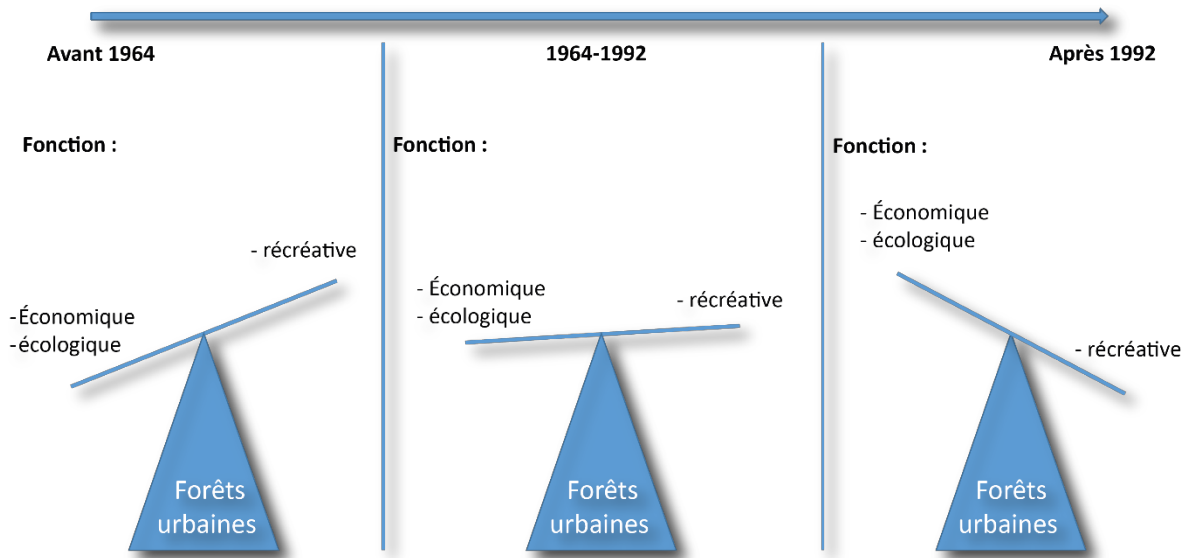 Avant 1964
1964-1992
Après 1992
Fonction :
Fonction :
Fonction :
- récréative
-Économique
-écologique
- Économique
- écologique
- récréative
- Économique
- écologique
- récréative
Forêts
urbaines
Forêts
urbaines
Forêts
urbaines